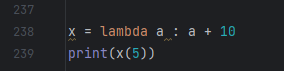 237
238 x = lambda a : a + 10
239 print(x(5))